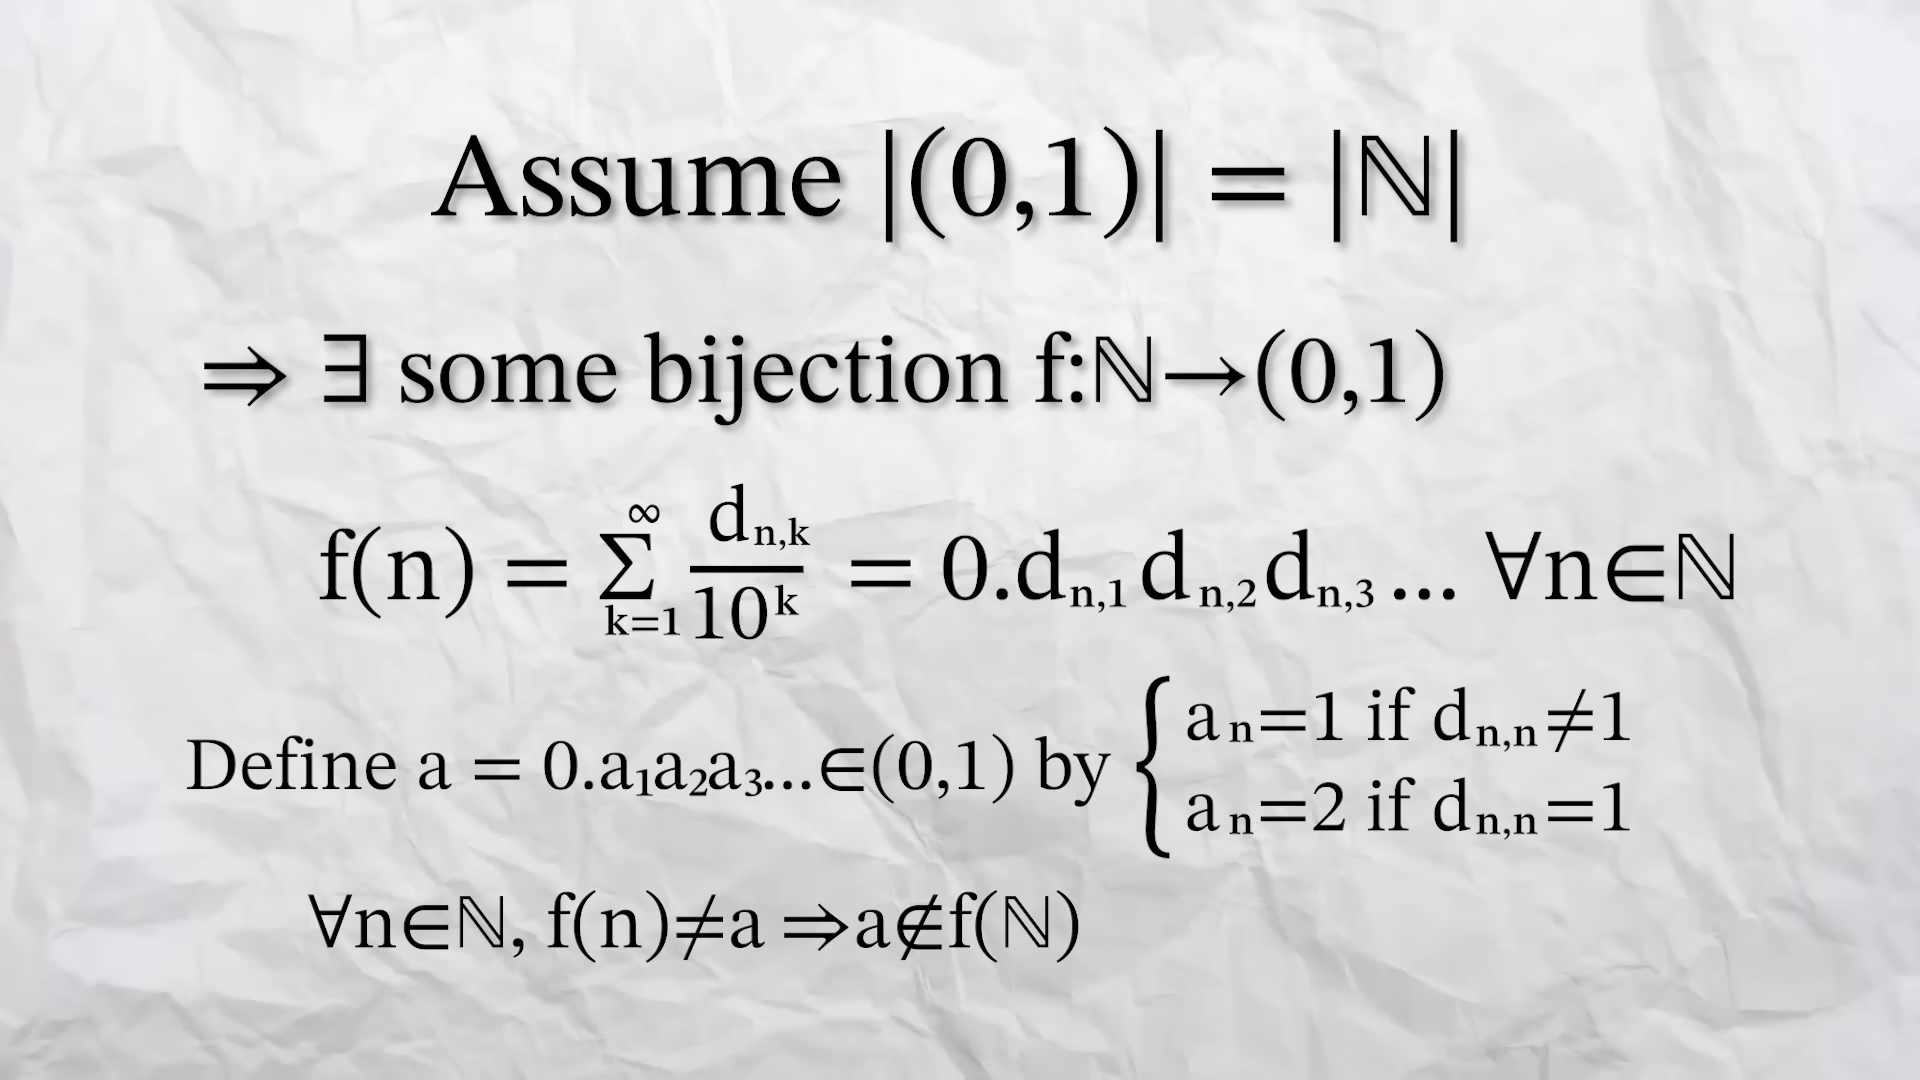 Assume |(0,1)| = |ℕ|
⇒ ∃ some bijection f:ℕ→(0,1)
f(n) = ∑_{k=1}^{∞} d_{n,k}/10^k = 0.d_{n,1}d_{n,2}d_{n,3}... ∀n∈ℕ
Define a = 0.a₁a₂a₃...∈(0,1) by { a_n=1 if d_{n,n}≠1
a_n=2 if d_{n,n}=1
∀n∈ℕ, f(n)≠a ⇒a∉f(ℕ)